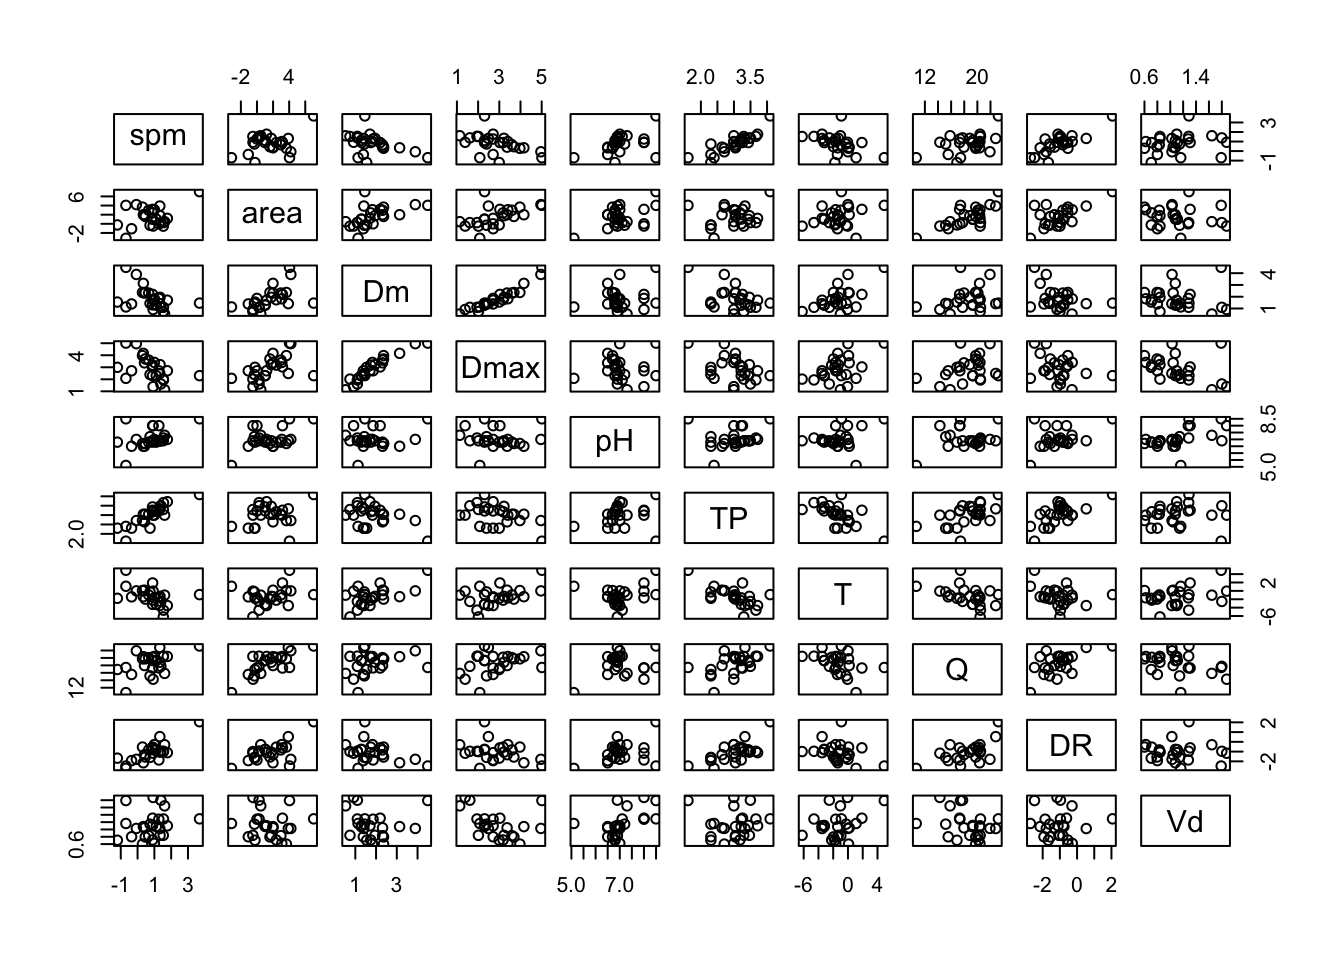 -2 4 1 3 5 2.0 3.5 12 20 0.6 1.4
spm 3
-1
6
-2 area
Dm 4
1
4
1 Dmax
pH 8.5
5.0
2.0 TP
T 2
-6
12 Q
DR 2
-2
0.6 Vd
-1 1 3 1 3 5.0 7.0 -6 0 4 -2 0 2